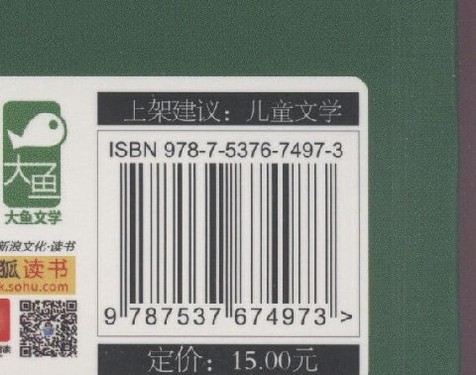 上架建议：儿童文学
ISBN 978-7-5376-7497-3
9 787537 674973 >
定价：15.00元
大鱼
大鱼文学
新浪文化·读书
狐 读书
k.sohu.com